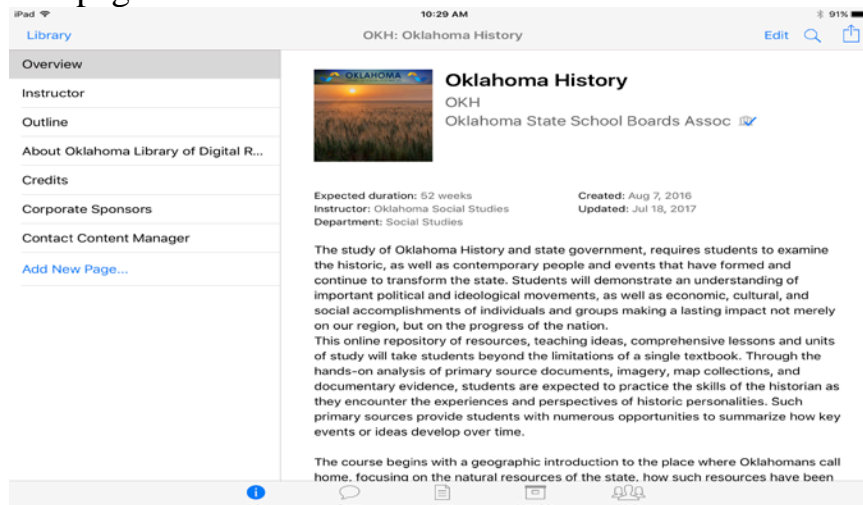 iPad 10:29 AM 91%
Library OKH: Oklahoma History Edit
Overview
Instructor
Outline
About Oklahoma Library of Digital R...
Credits
Corporate Sponsors
Contact Content Manager
Add New Page...
OKLAHOMA
Oklahoma History
OKH
Oklahoma State School Boards Assoc
Expected duration: 52 weeks
Instructor: Oklahoma Social Studies
Department: Social Studies
Created: Aug 7, 2016
Updated: Jul 18, 2017
The study of Oklahoma History and state government, requires students to examine
the historic, as well as contemporary people and events that have formed and
continue to transform the state. Students will demonstrate an understanding of
important political and ideological movements, as well as economic, cultural, and
social accomplishments of individuals and groups making a lasting impact not merely
on our region, but on the progress of the nation.
This online repository of resources, teaching ideas, comprehensive lessons and units
of study will take students beyond the limitations of a single textbook. Through the
hands-on analysis of primary source documents, imagery, map collections, and
documentary evidence, students are expected to practice the skills of the historian as
they encounter the experiences and perspectives of historic personalities. Such
primary sources provide students with numerous opportunities to summarize how key
events or ideas develop over time.
The course begins with a geographic introduction to the place where Oklahomans call
home, focusing on the natural resources of the state, how such resources have been